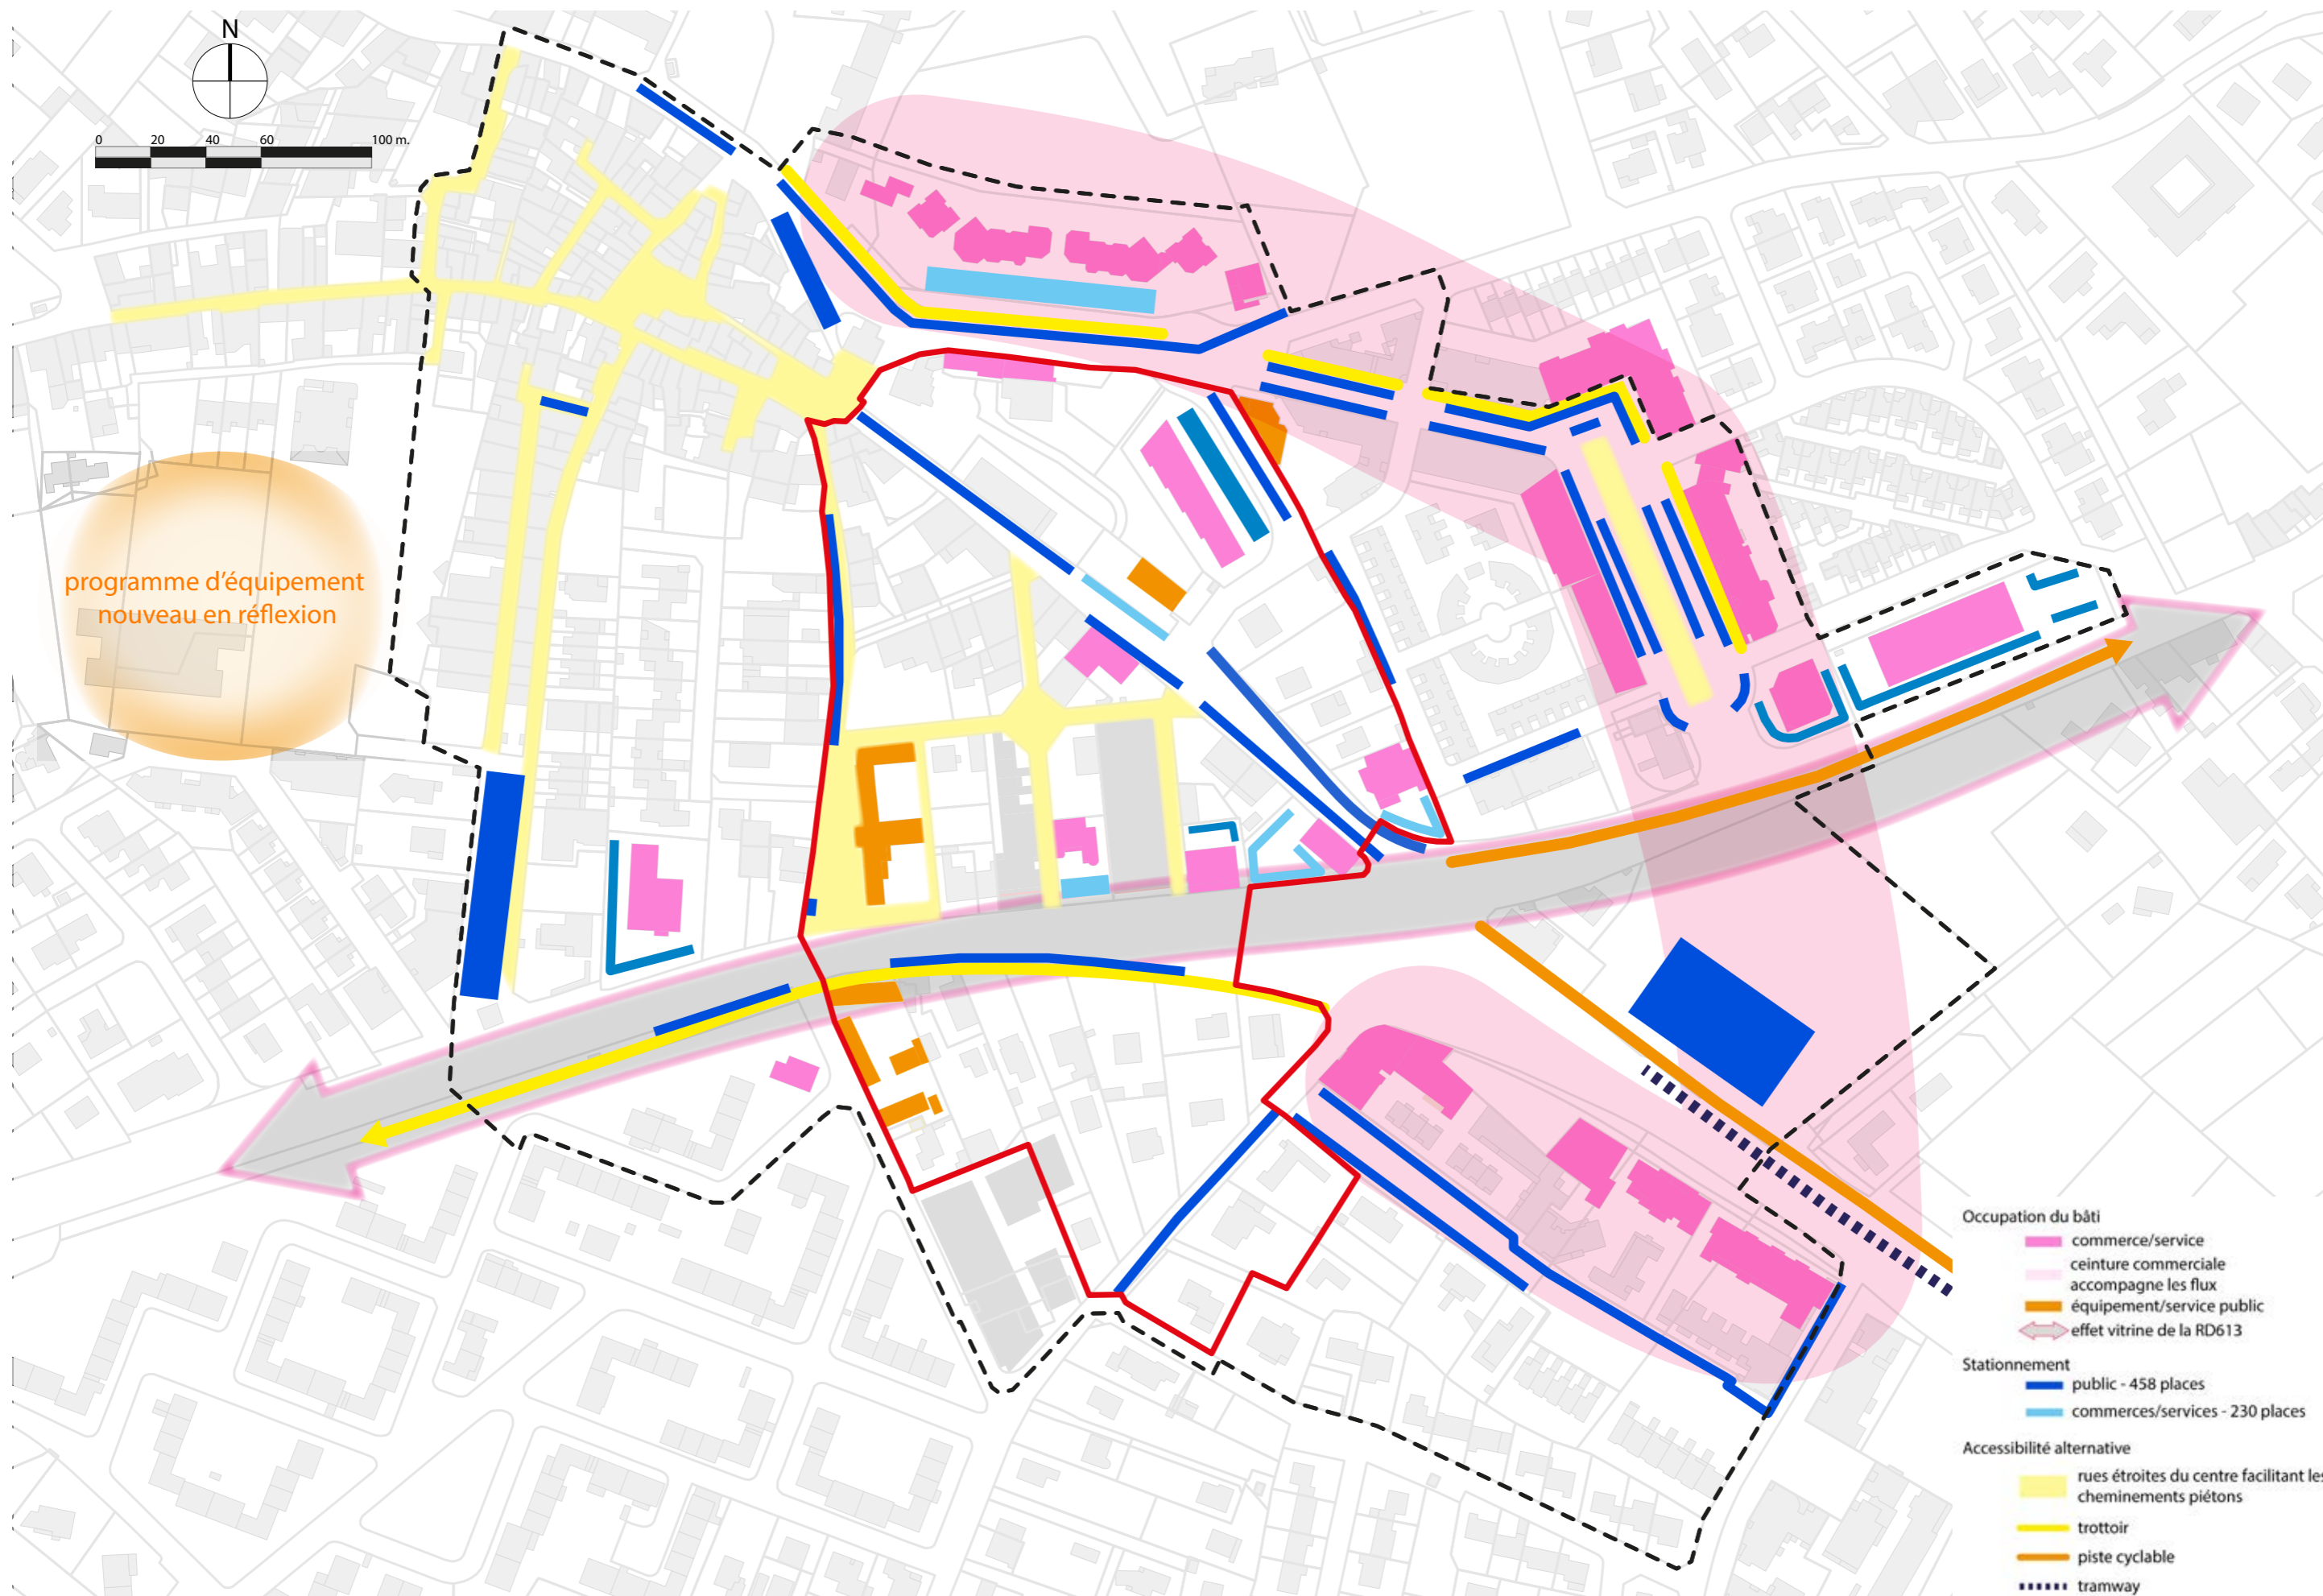 N
0 20 40 60 100 m.
programme d'équipement
nouveau en réflexion
Occupation du bâti
commerce/service
ceinture commerciale
accompagne les flux
équipement/service public
effet vitrine de la RD613
Stationnement
public - 458 places
commerces/services - 230 places
Accessibilité alternative
rues étroites du centre facilitant les
cheminements piétons
trottoir
piste cyclable
tramway